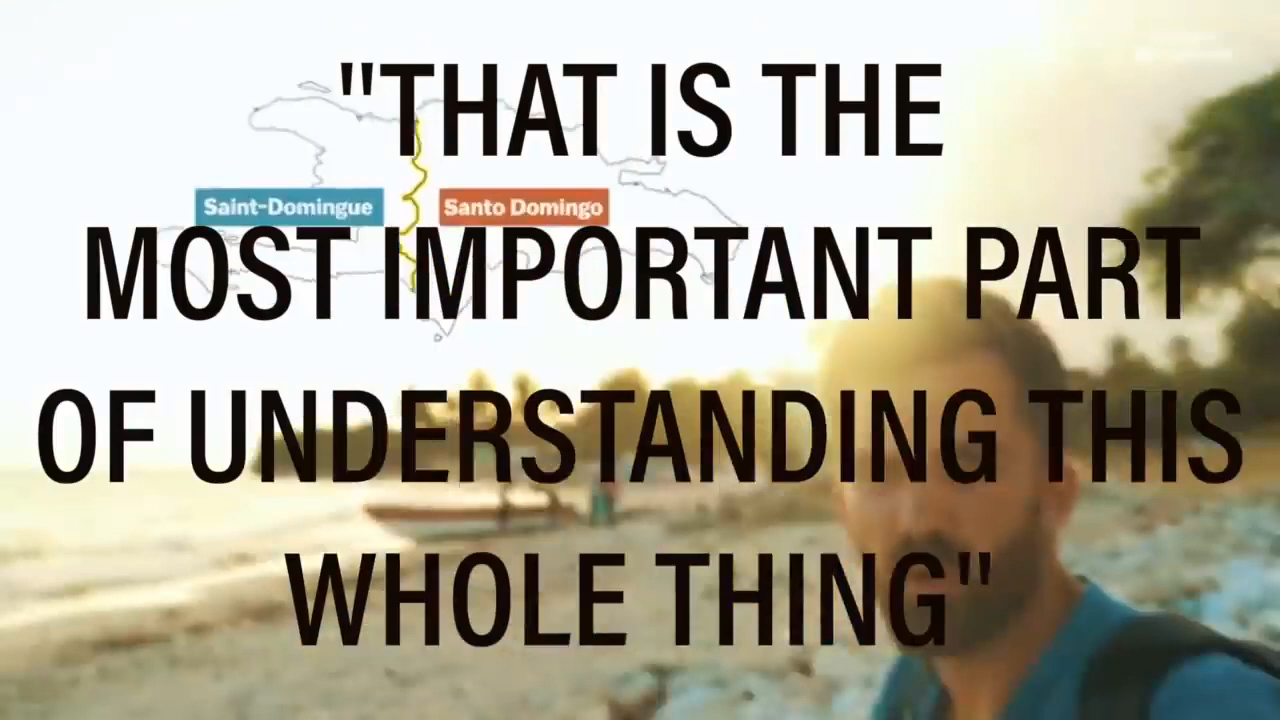 "THAT IS THE
Saint-Domingue
Santo Domingo
MOST IMPORTANT PART
OF UNDERSTANDING THIS
WHOLE THING"